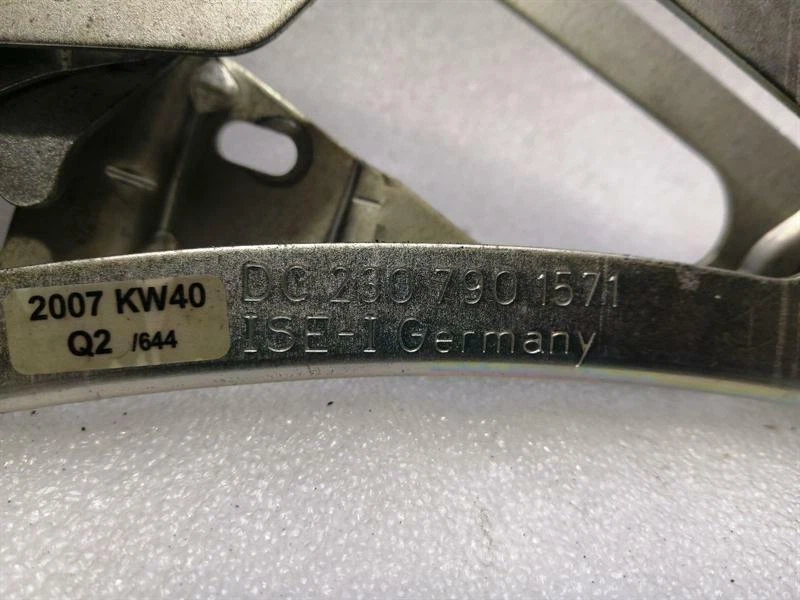 2007 KW40
Q2 /644
DC 230 790 1571
ISE-I Germany